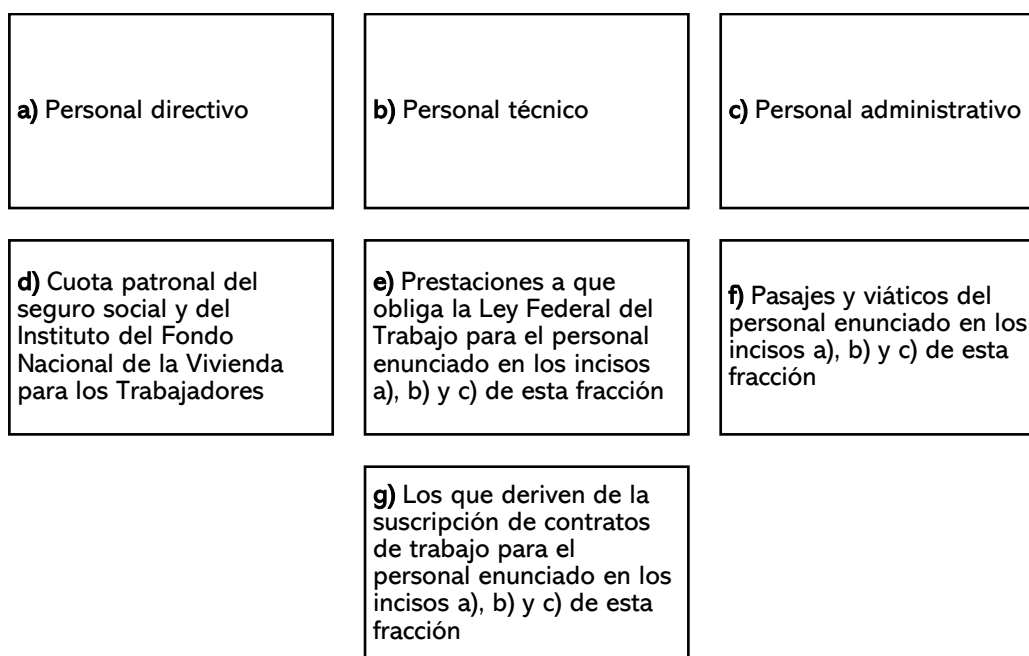 a) Personal directivo
b) Personal técnico
c) Personal administrativo
d) Cuota patronal del
seguro social y del
Instituto del Fondo
Nacional de la Vivienda
para los Trabajadores
e) Prestaciones a que
obliga la Ley Federal del
Trabajo para el personal
enunciado en los incisos
a), b) y c) de esta fracción
f) Pasajes y viáticos del
personal enunciado en los
incisos a), b) y c) de esta
fracción
g) Los que deriven de la
suscripción de contratos
de trabajo para el
personal enunciado en los
incisos a), b) y c) de esta
fracción